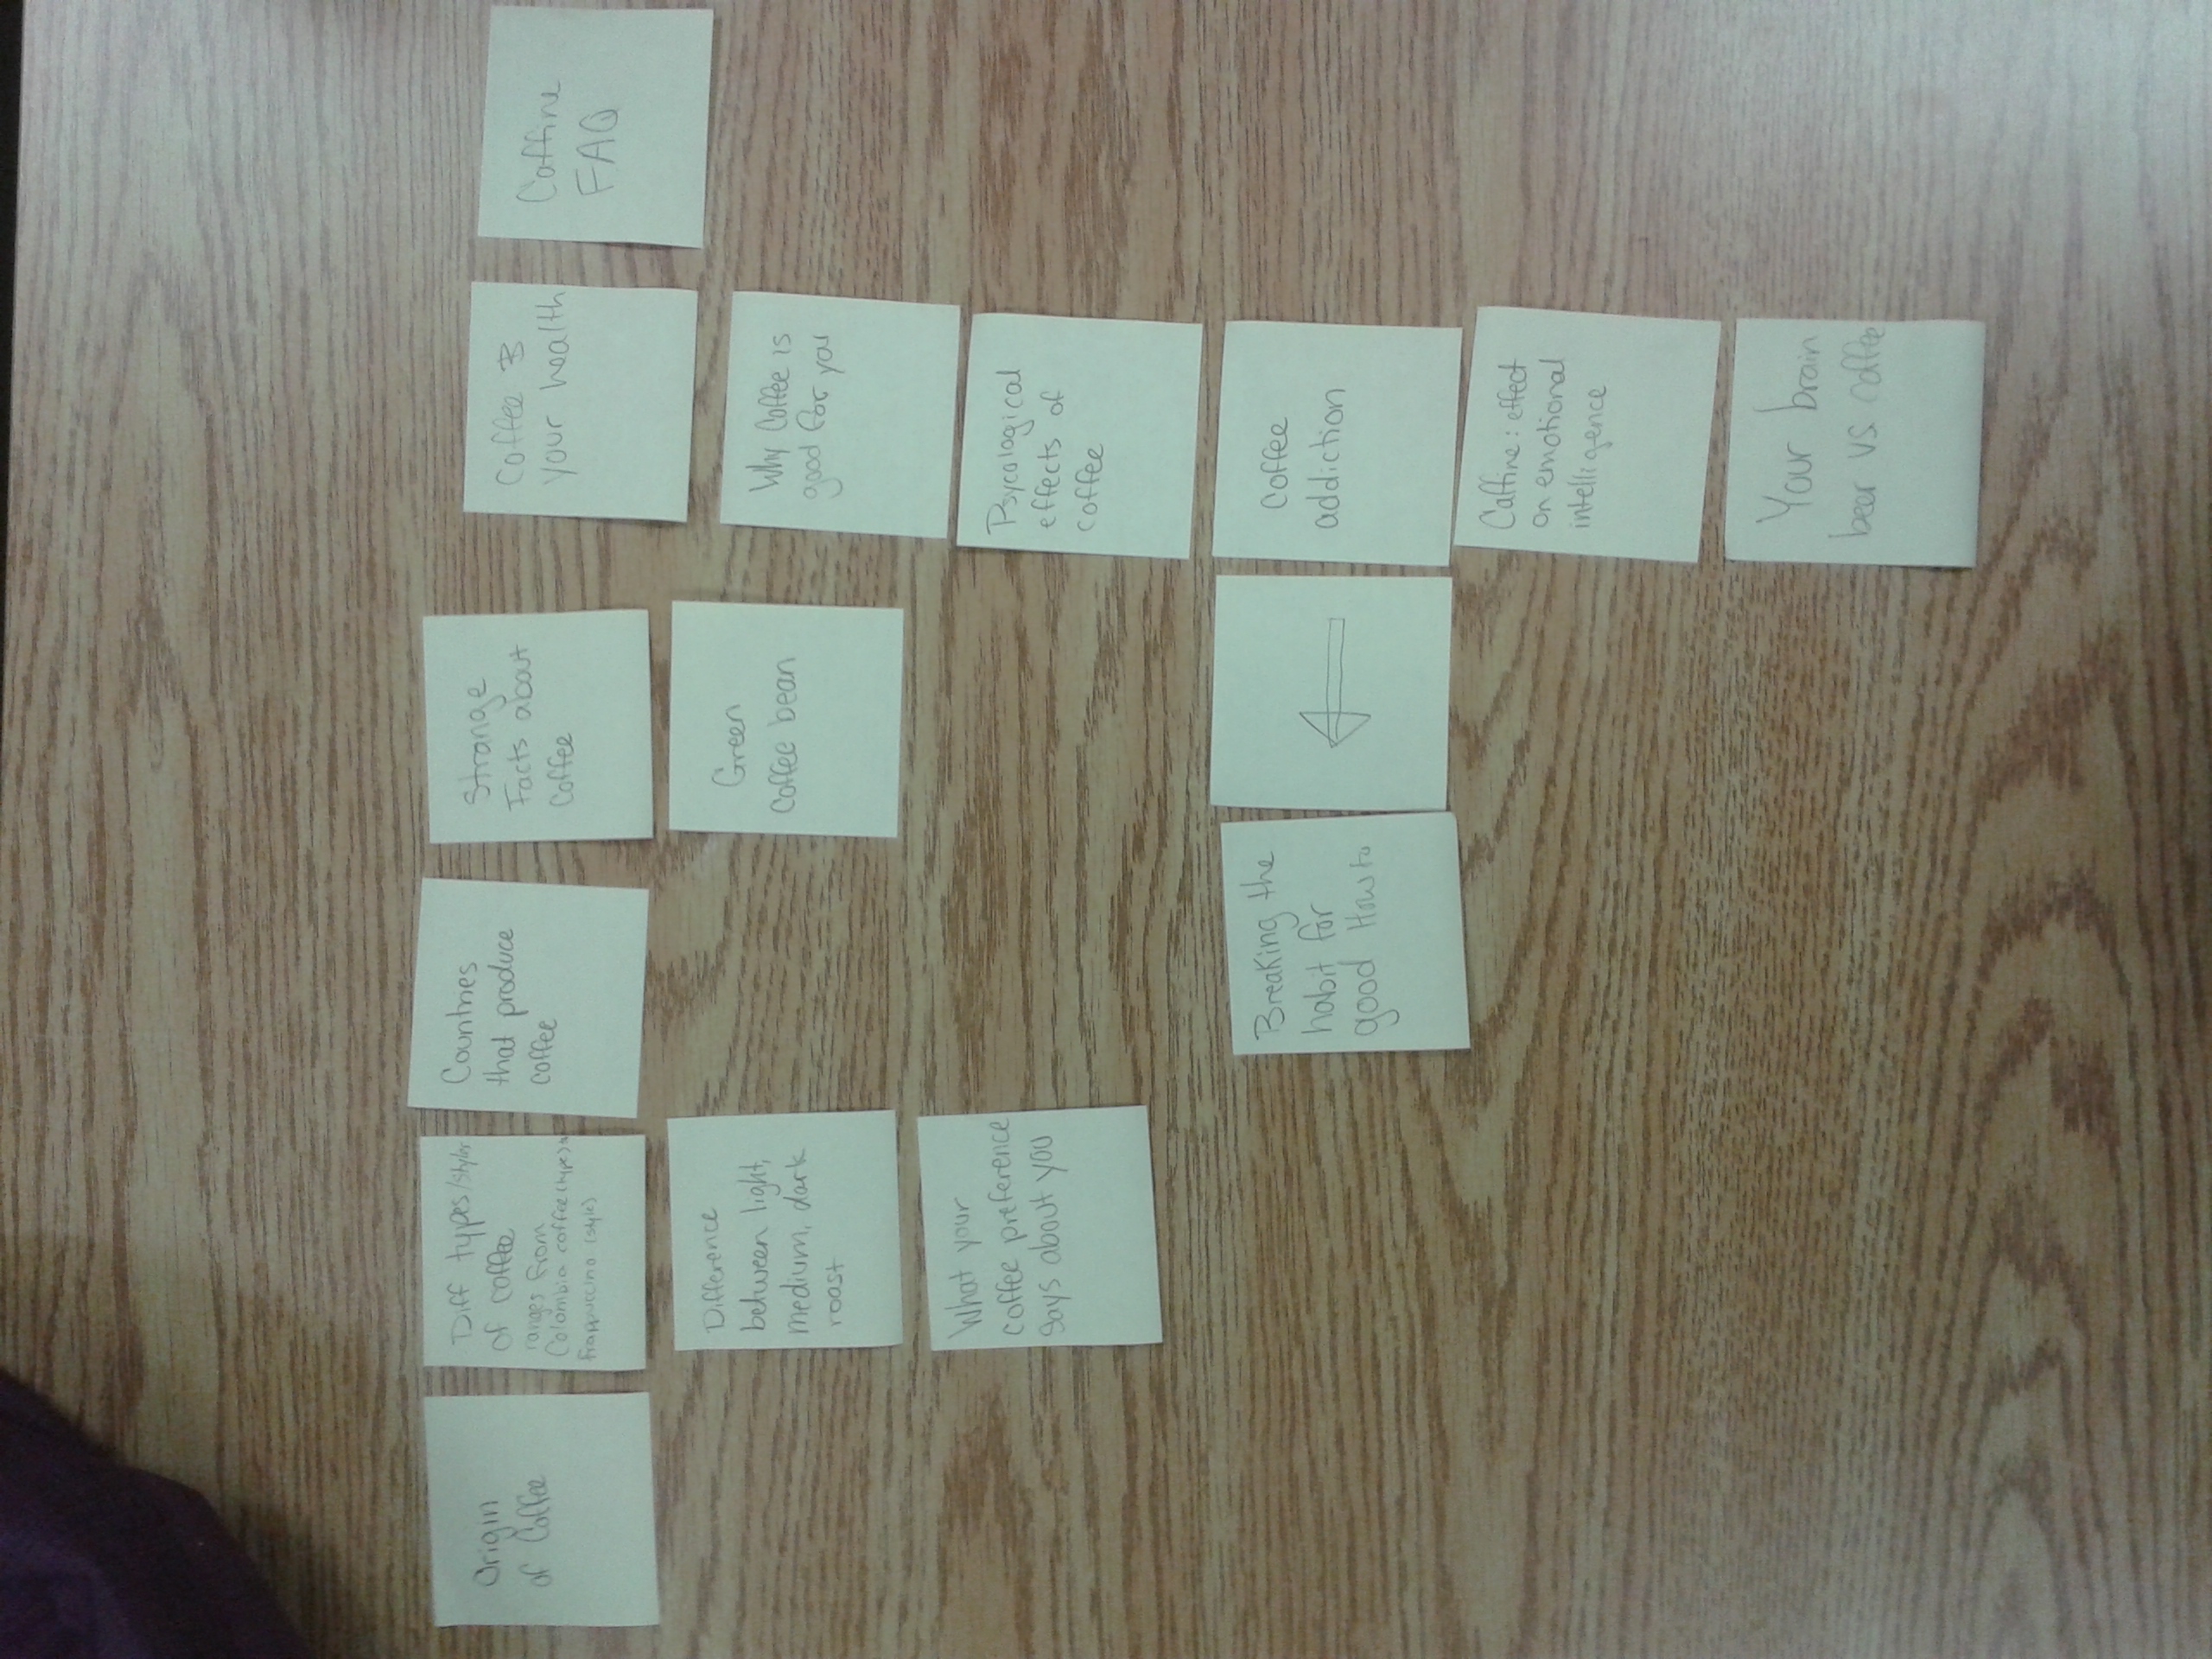 Origin
of Coffee
Diff types/styles
of coffee
ranges from
Colombia coffee (type) to
frappuccino (style)
Countries
that produce
coffee
Strange
Facts about
Coffee
Coffee &
your health
Caffine
FAQ
Difference
between light,
medium, dark
roast
Green
Coffee bean
Why Coffee is
good for you
What your
coffee preference
says about you
Psycological
effects of
coffee
Breaking the
habit for
good How to
Coffee
addiction
Caffine: effect
on emotional
intelligence
Your brain
beer vs. coffee